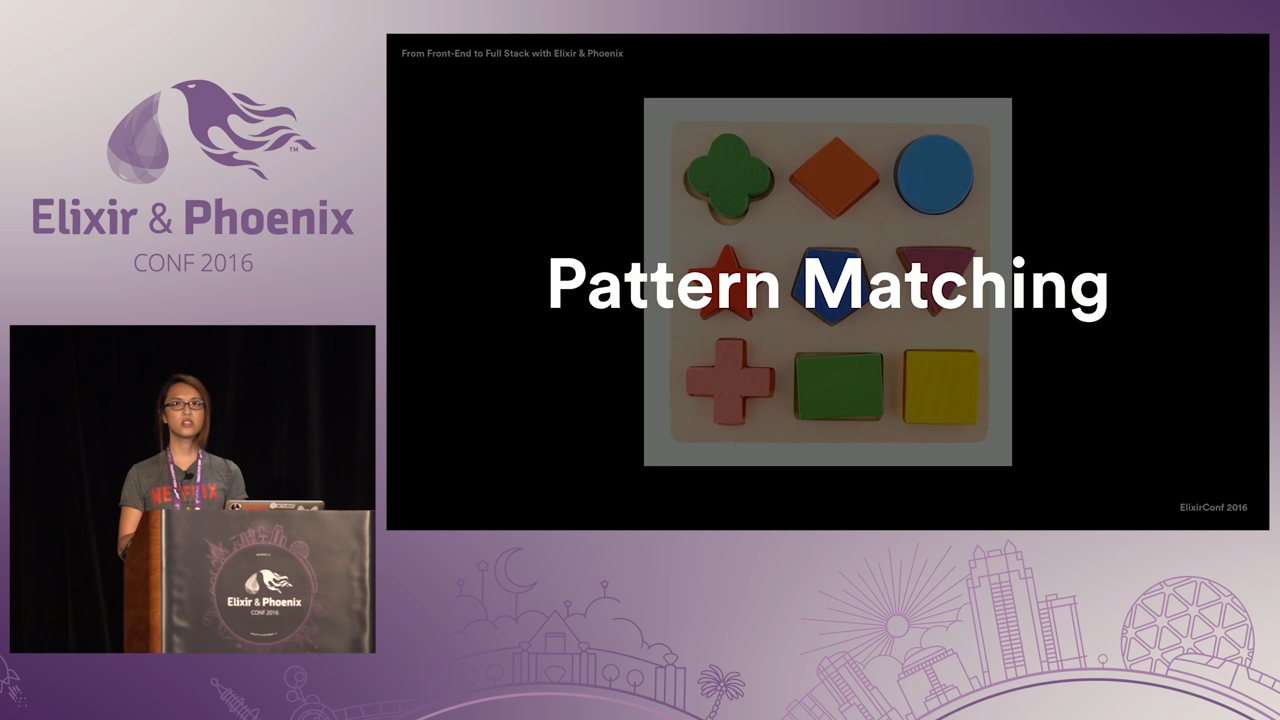 Elixir & Phoenix
TM
CONF 2016
From Front-End to Full Stack with Elixir & Phoenix
Pattern Matching
ElixirConf 2016
NETFLIX
Elixir & Phoenix
CONF 2016